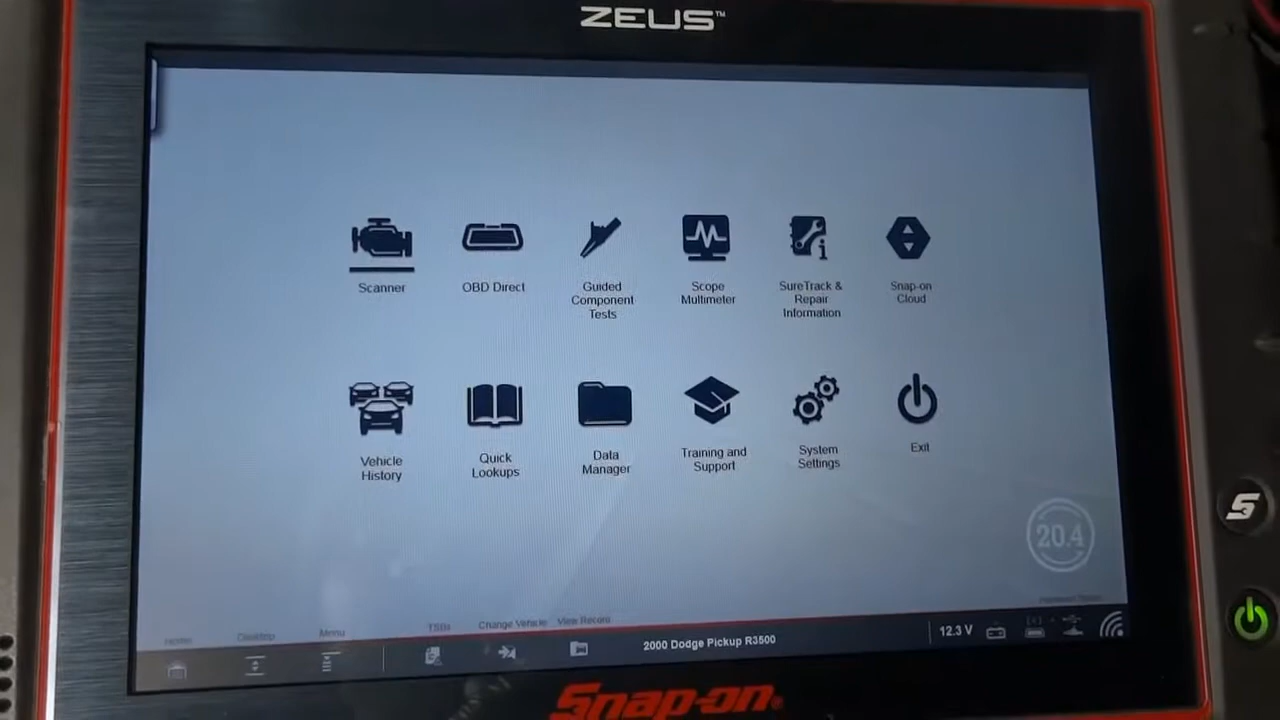 ZEUS™
Scanner
OBD Direct
Guided
Component
Tests
Scope
Multimeter
SureTrack &
Repair
Information
Snap-on
Cloud
Vehicle
History
Quick
Lookups
Data
Manager
Training and
Support
System
Settings
Exit
20.4
Home
Desktop
Menu
TSBs
Change Vehicle
View Record
2000 Dodge Pickup R3500
12.3 V
Snap-on®
S